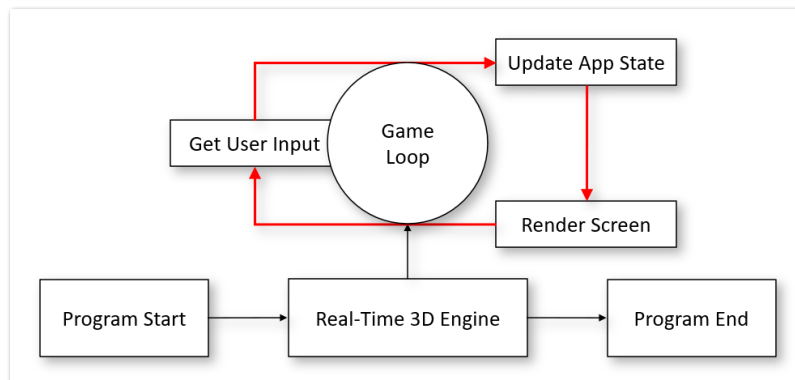 Update App State
Get User Input
Game
Loop
Render Screen
Program Start
Real-Time 3D Engine
Program End